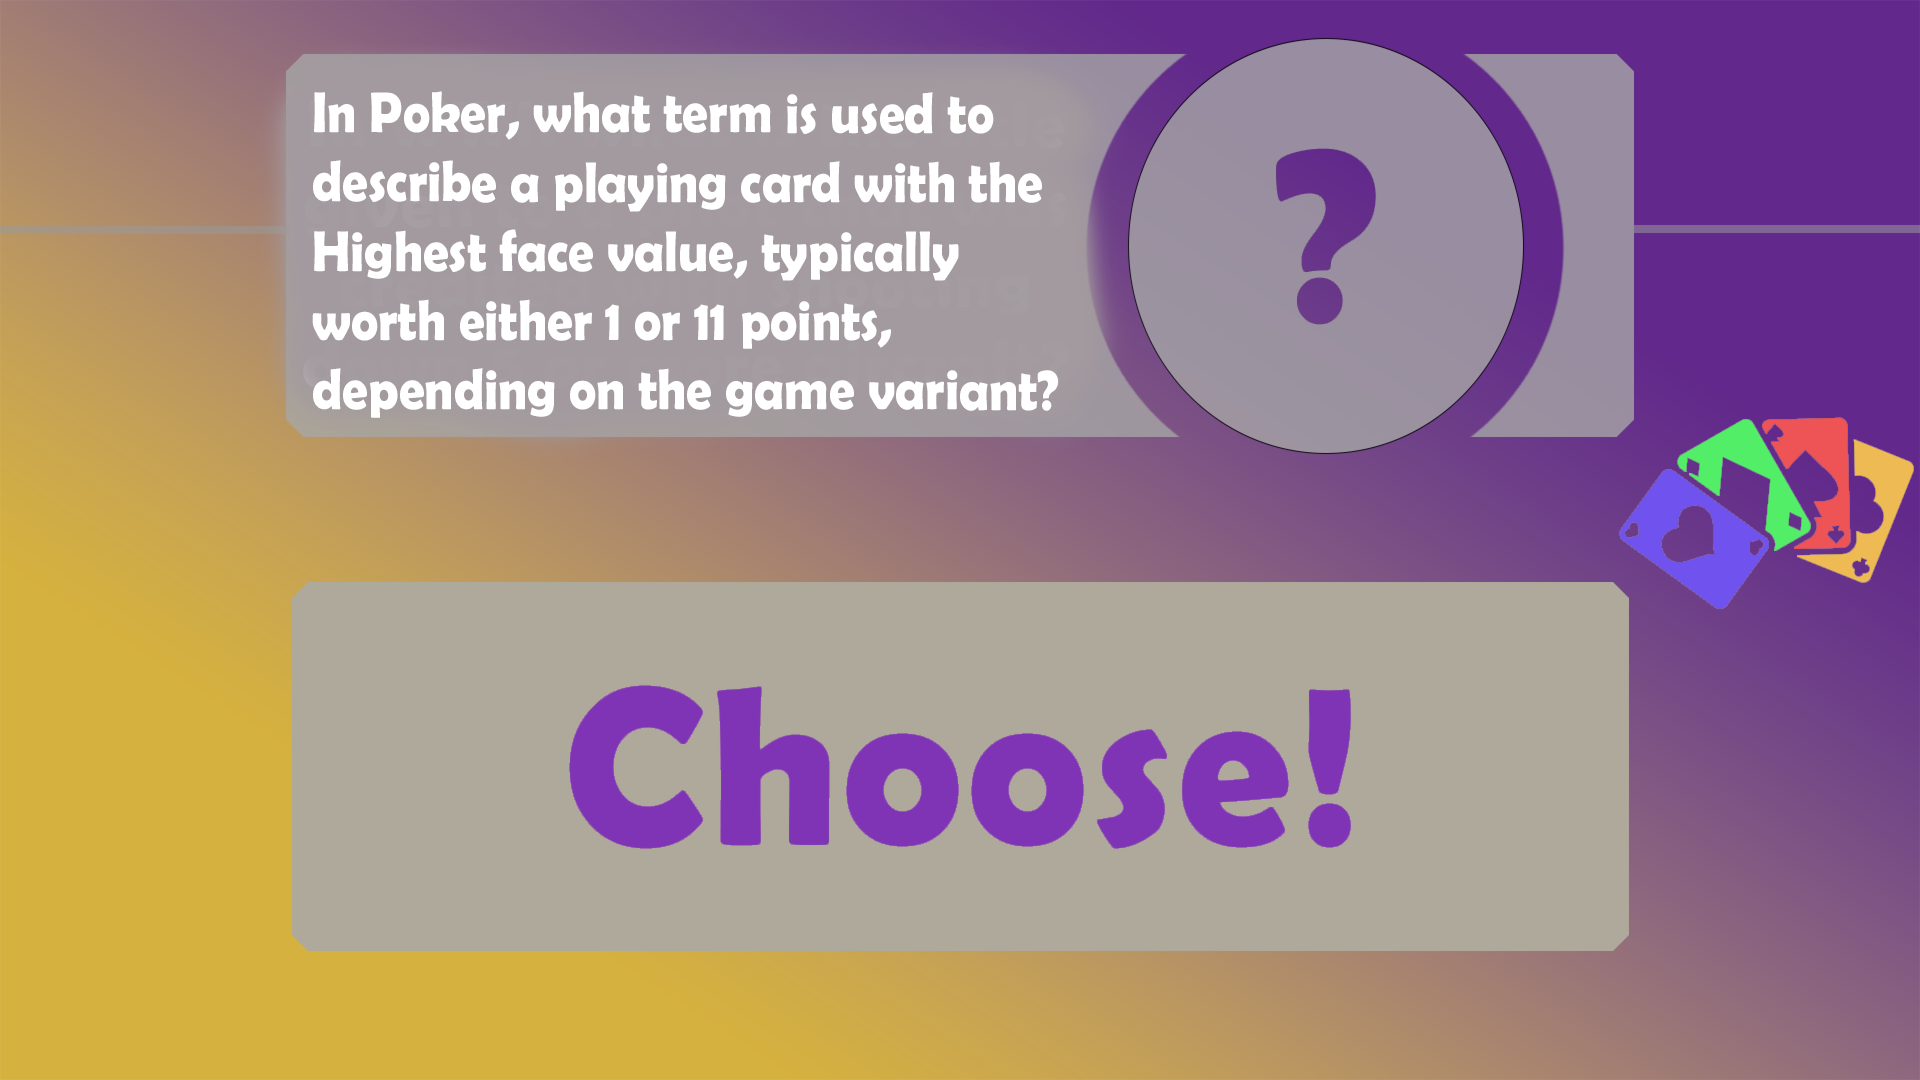 In Poker, what term is used to
describe a playing card with the
Highest face value, typically
worth either 1 or 11 points,
depending on the game variant?
?
Choose!